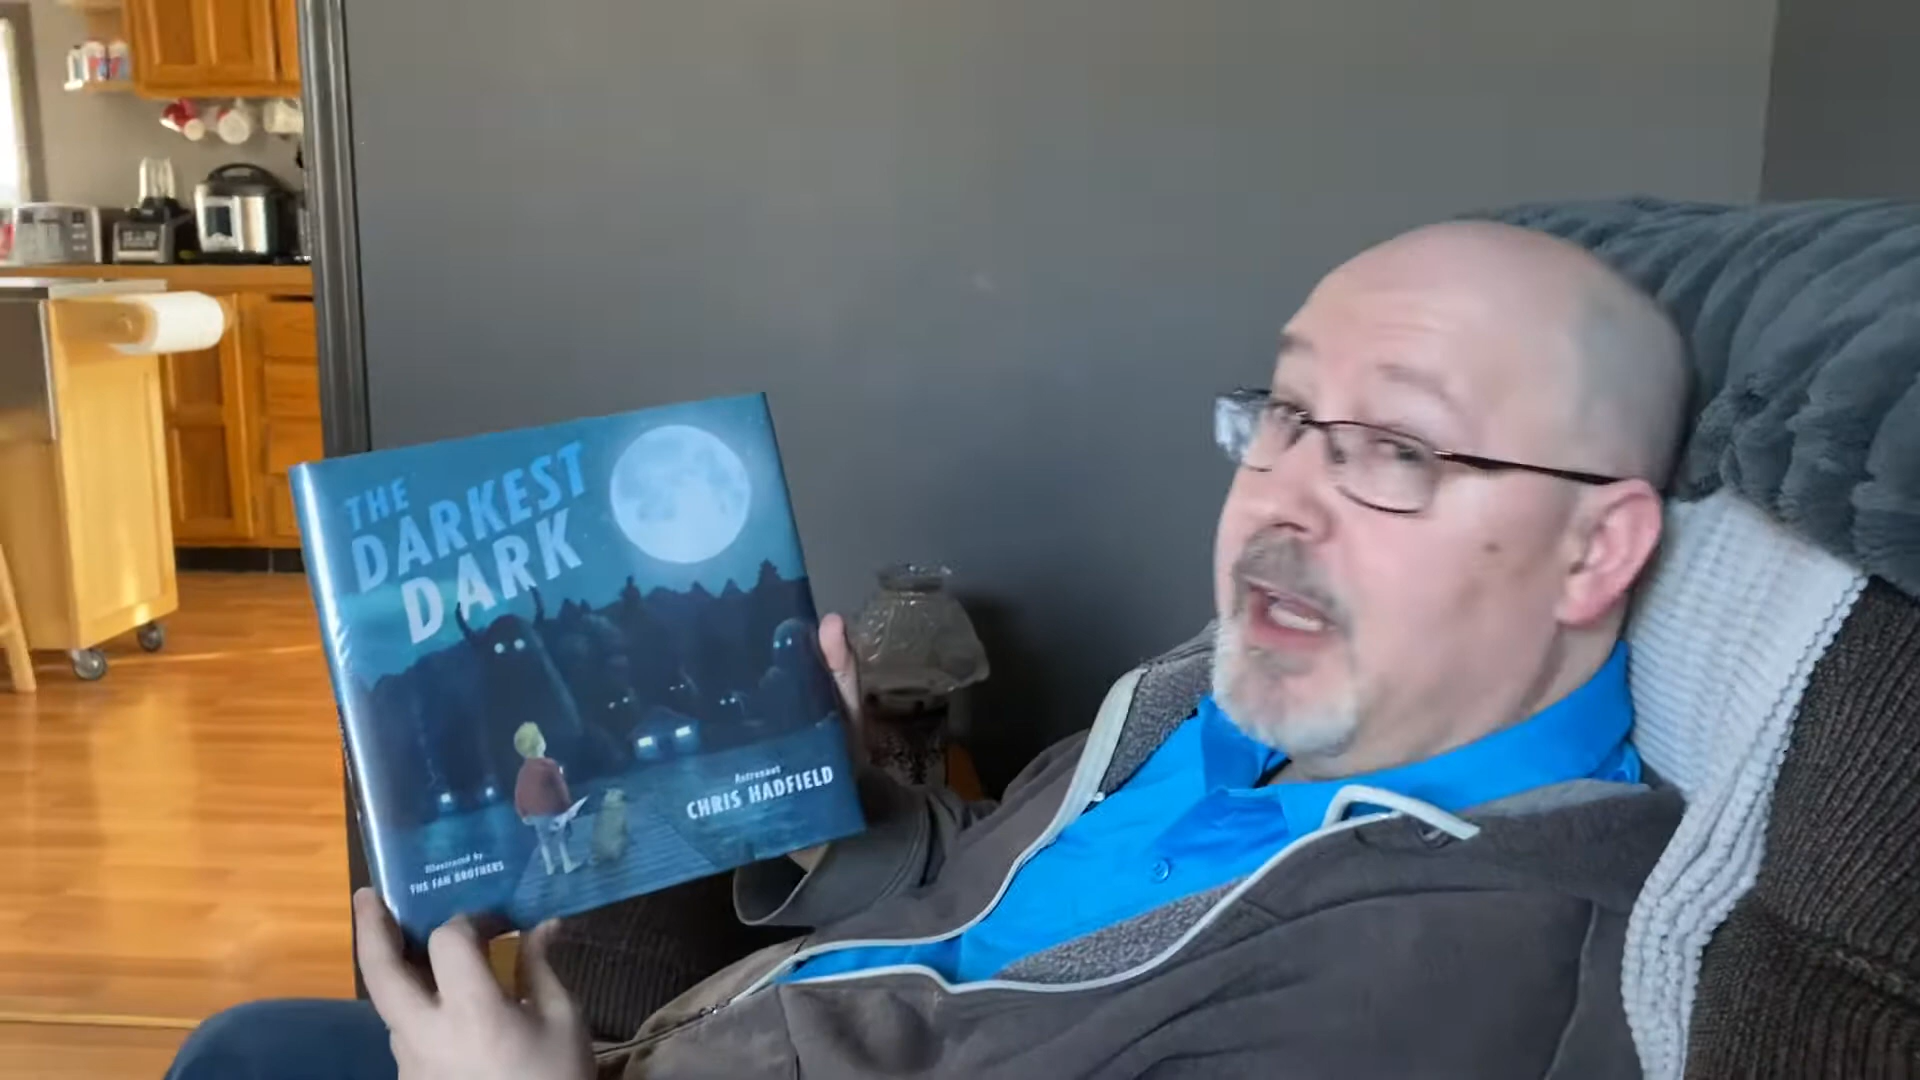 THE
DARKEST
DARK
Astronaut
CHRIS HADFIELD
Illustrated by
THE FAN BROTHERS